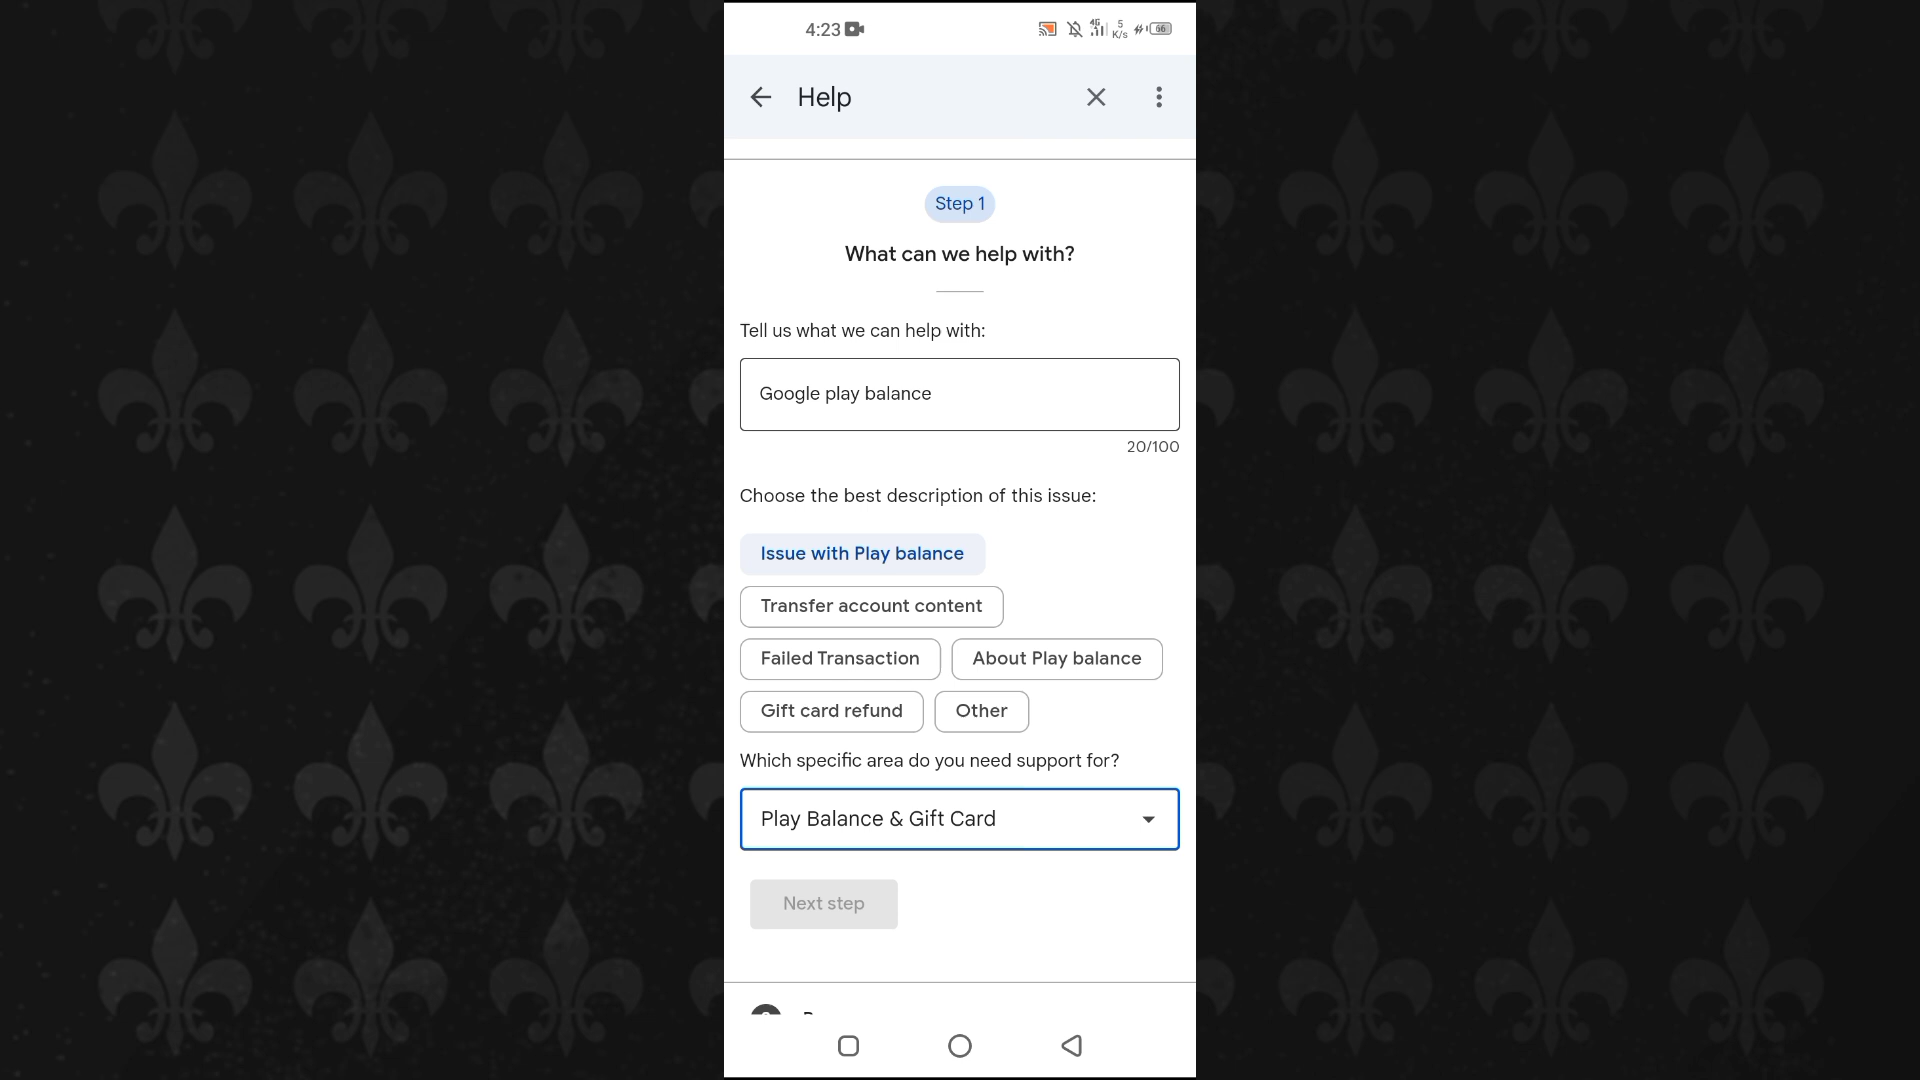 4:23
4G
5
K/s
66
Help
Step 1
What can we help with?
Tell us what we can help with:
Google play balance
20/100
Choose the best description of this issue:
Issue with Play balance
Transfer account content
Failed Transaction
About Play balance
Gift card refund
Other
Which specific area do you need support for?
Play Balance & Gift Card
Next step